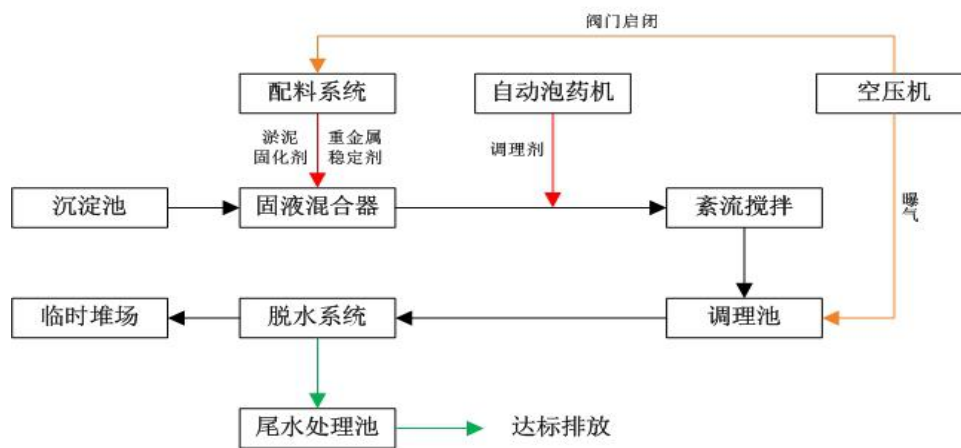 阀门启闭
配料系统
自动泡药机
空压机
淤泥
固化剂
重金属
稳定剂
调理剂
沉淀池
固液混合器
紊流搅拌
曝气
临时堆场
脱水系统
调理池
尾水处理池
达标排放